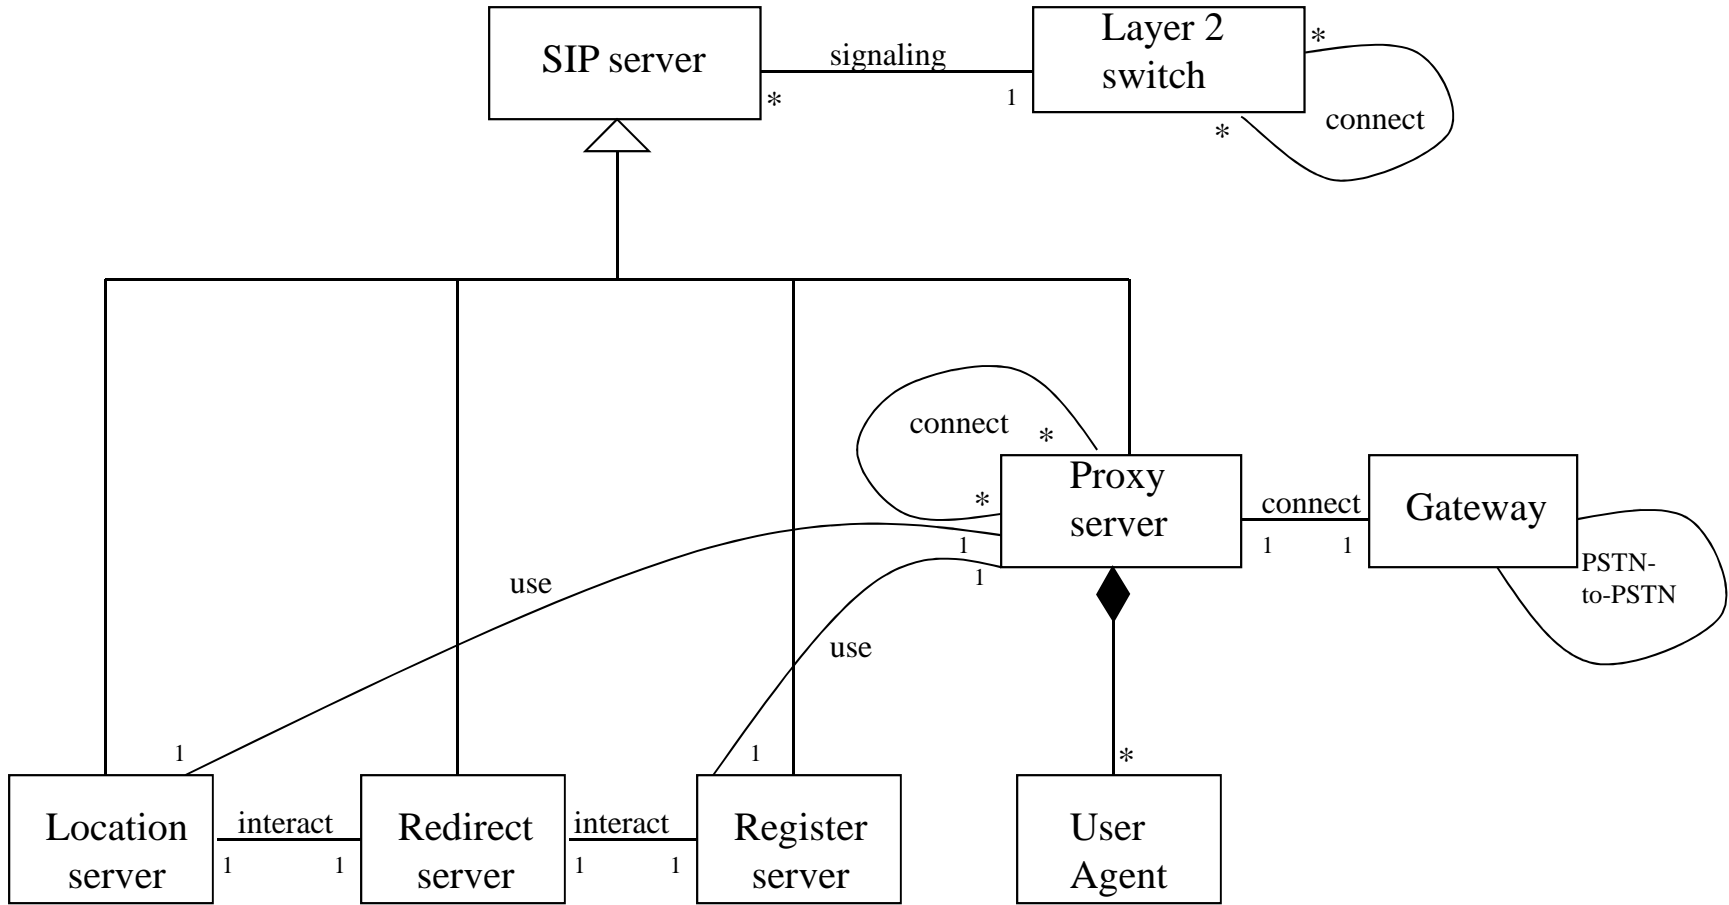 SIP server
signaling
*
1
Layer 2
switch
*
*
connect
connect
*
*
Proxy
server
1
1
connect
1
1
Gateway
PSTN-
to-PSTN
use
use
1
1
*
Location
server
interact
1
1
Redirect
server
interact
1
1
Register
server
User
Agent